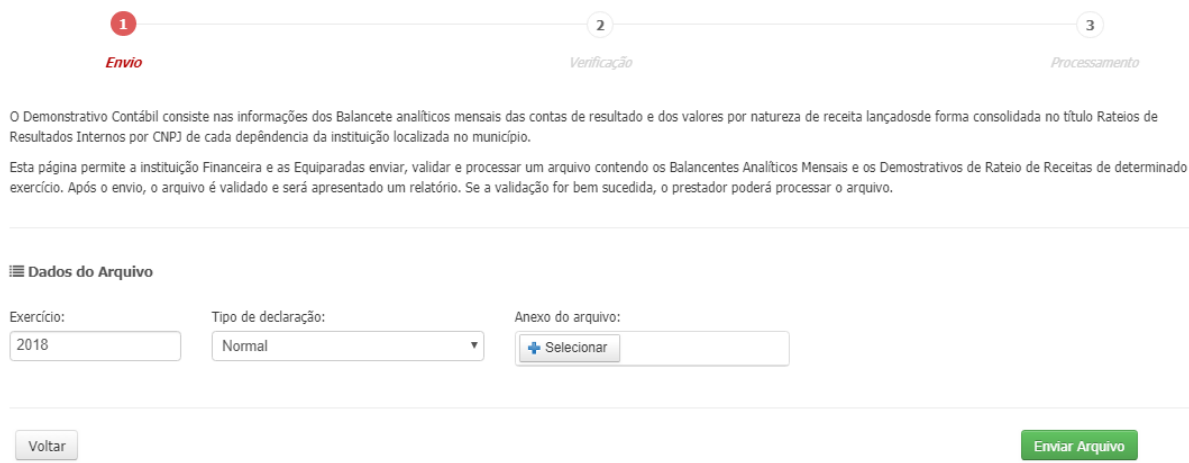 1 2 3
Envio Verificação Processamento
O Demonstrativo Contábil consiste nas informações dos Balancete analíticos mensais das contas de resultado e dos valores por natureza de receita lançadosde forma consolidada no título Rateios de
Resultados Internos por CNPJ de cada depêndencia da instituição localizada no município.
Esta página permite a instituição Financeira e as Equiparadas enviar, validar e processar um arquivo contendo os Balancentes Analíticos Mensais e os Demostrativos de Rateio de Receitas de determinado
exercício. Após o envio, o arquivo é validado e será apresentado um relatório. Se a validação for bem sucedida, o prestador poderá processar o arquivo.
Dados do Arquivo
Exercício: Tipo de declaração: Anexo do arquivo:
2018 Normal Selecionar
Voltar Enviar Arquivo